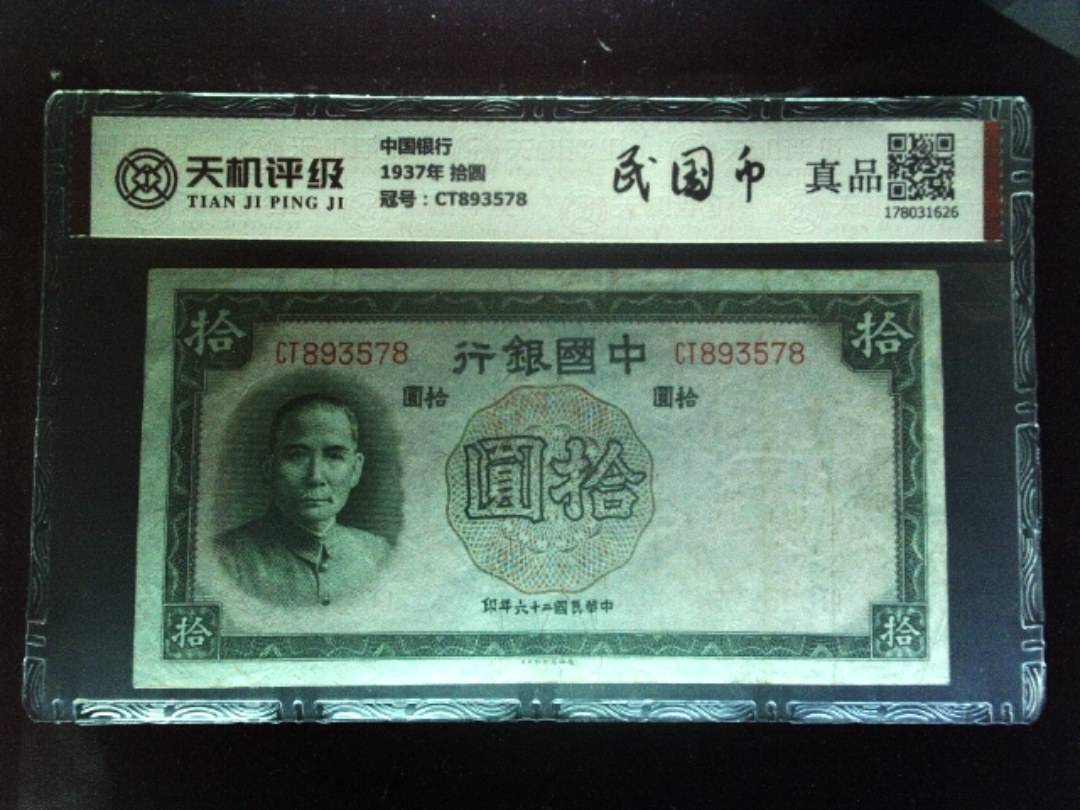 天机评级
TIAN JI PING JI
中国银行
1937年 拾圆
冠号：CT893578
民国币
真品
178031626
拾
拾
CT893578
行銀國中
CT893578
圓拾
圓拾
圓拾
印年六十二國民華中
拾
拾